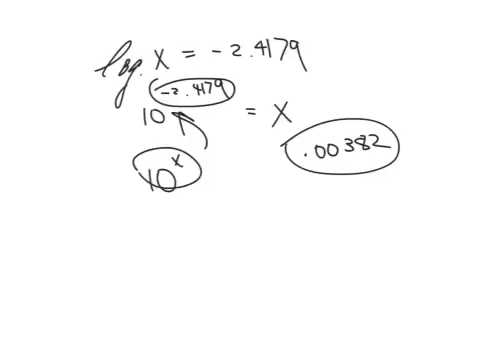 log. x = -2.4179
10^-2.4179 = x
.00382
10^x